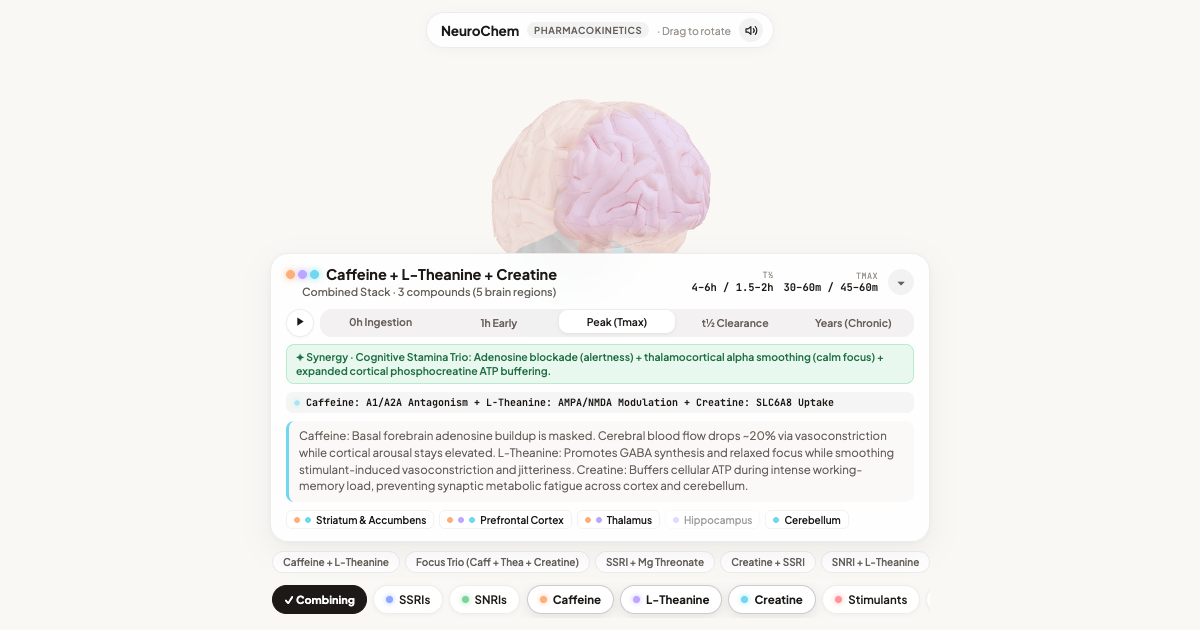 NeuroChem PHARMACOKINETICS · Drag to rotate
Caffeine + L-Theanine + Creatine
Combined Stack · 3 compounds (5 brain regions)
T½
4-6h / 1.5-2h
TMAX
30-60m / 45-60m
0h Ingestion 1h Early Peak (Tmax) t½ Clearance Years (Chronic)
✦ Synergy · Cognitive Stamina Trio: Adenosine blockade (alertness) + thalamocortical alpha smoothing (calm focus) +
expanded cortical phosphocreatine ATP buffering.
Caffeine: A1/A2A Antagonism + L-Theanine: AMPA/NMDA Modulation + Creatine: SLC6A8 Uptake
Caffeine: Basal forebrain adenosine buildup is masked. Cerebral blood flow drops ~20% via vasoconstriction
while cortical arousal stays elevated. L-Theanine: Promotes GABA synthesis and relaxed focus while smoothing
stimulant-induced vasoconstriction and jitteriness. Creatine: Buffers cellular ATP during intense working-
memory load, preventing synaptic metabolic fatigue across cortex and cerebellum.
Striatum & Accumbens Prefrontal Cortex Thalamus Hippocampus Cerebellum
Caffeine + L-Theanine Focus Trio (Caff + Thea + Creatine) SSRI + Mg Threonate Creatine + SSRI SNRI + L-Theanine
✓ Combining SSRIs SNRIs Caffeine L-Theanine Creatine Stimulants